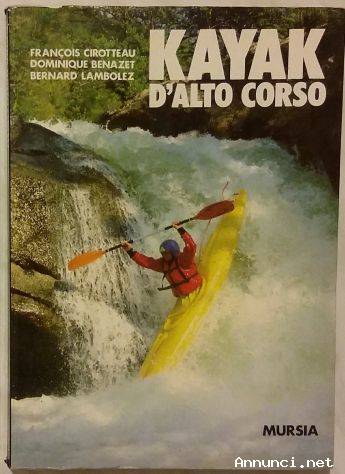 FRANÇOIS CIROTTEAU
DOMINIQUE BENAZET
BERNARD LAMBOLEZ
KAYAK
D'ALTO CORSO
MURSIA
Annunci.net